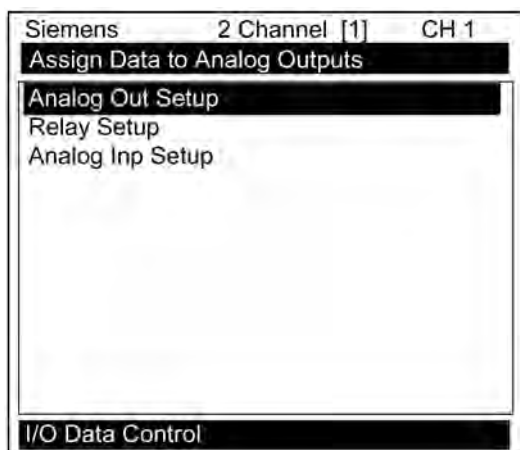 Siemens 2 Channel [1] CH 1
Assign Data to Analog Outputs
Analog Out Setup
Relay Setup
Analog Inp Setup
I/O Data Control